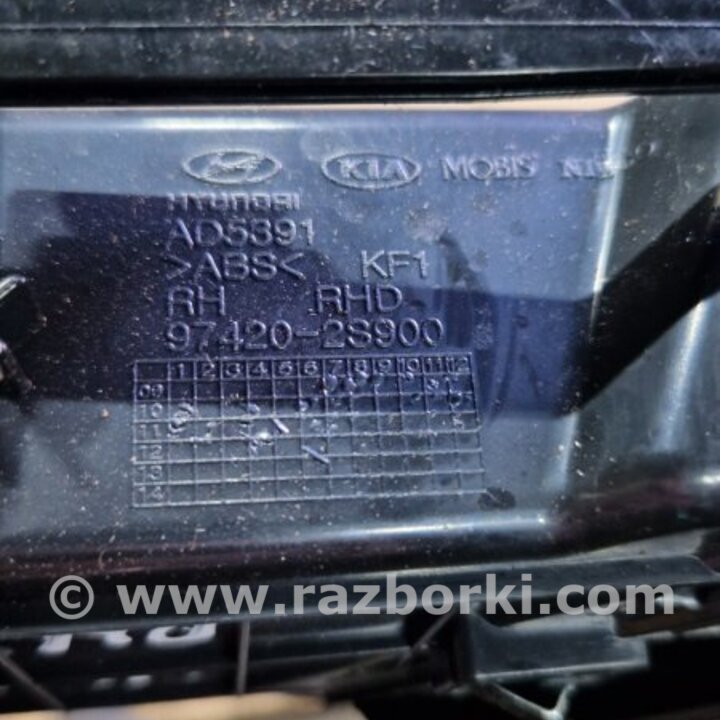 HYUNDAI KIA MOBIS
AD5391
>ABS< KF1
RH RHD
97420-2S900
1 2 3 4 5 6 7 8 9 10 11 12
09
10
11
12
13
14
© www.razborki.com